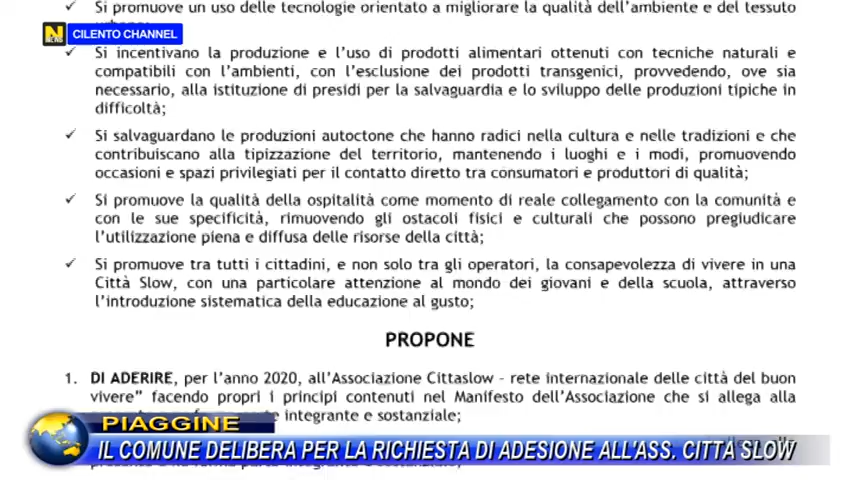 ✓ Si promuove un uso delle tecnologie orientato a migliorare la qualità dell'ambiente e del tessuto
N
NEWS
CILENTO CHANNEL
✓ Si incentivano la produzione e l'uso di prodotti alimentari ottenuti con tecniche naturali e
compatibili con l'ambienti, con l'esclusione dei prodotti transgenici, provvedendo, ove sia
necessario, alla istituzione di presidi per la salvaguardia e lo sviluppo delle produzioni tipiche in
difficoltà;
✓ Si salvaguardano le produzioni autoctone che hanno radici nella cultura e nelle tradizioni e che
contribuiscano alla tipizzazione del territorio, mantenendo i luoghi e i modi, promuovendo
occasioni e spazi privilegiati per il contatto diretto tra consumatori e produttori di qualità;
✓ Si promuove la qualità della ospitalità come momento di reale collegamento con la comunità e
con le sue specificità, rimuovendo gli ostacoli fisici e culturali che possono pregiudicare
l'utilizzazione piena e diffusa delle risorse della città;
✓ Si promuove tra tutti i cittadini, e non solo tra gli operatori, la consapevolezza di vivere in una
Città Slow, con una particolare attenzione al mondo dei giovani e della scuola, attraverso
l'introduzione sistematica della educazione al gusto;
PROPONE
1. DI ADERIRE, per l'anno 2020, all'Associazione Cittaslow – rete internazionale delle città del buon
vivere” facendo propri i principi contenuti nel Manifesto dell'Associazione che si allega alla
integrante e sostanziale;
PIAGGINE
IL COMUNE DELIBERA PER LA RICHIESTA DI ADESIONE ALL'ASS. CITTÀ SLOW